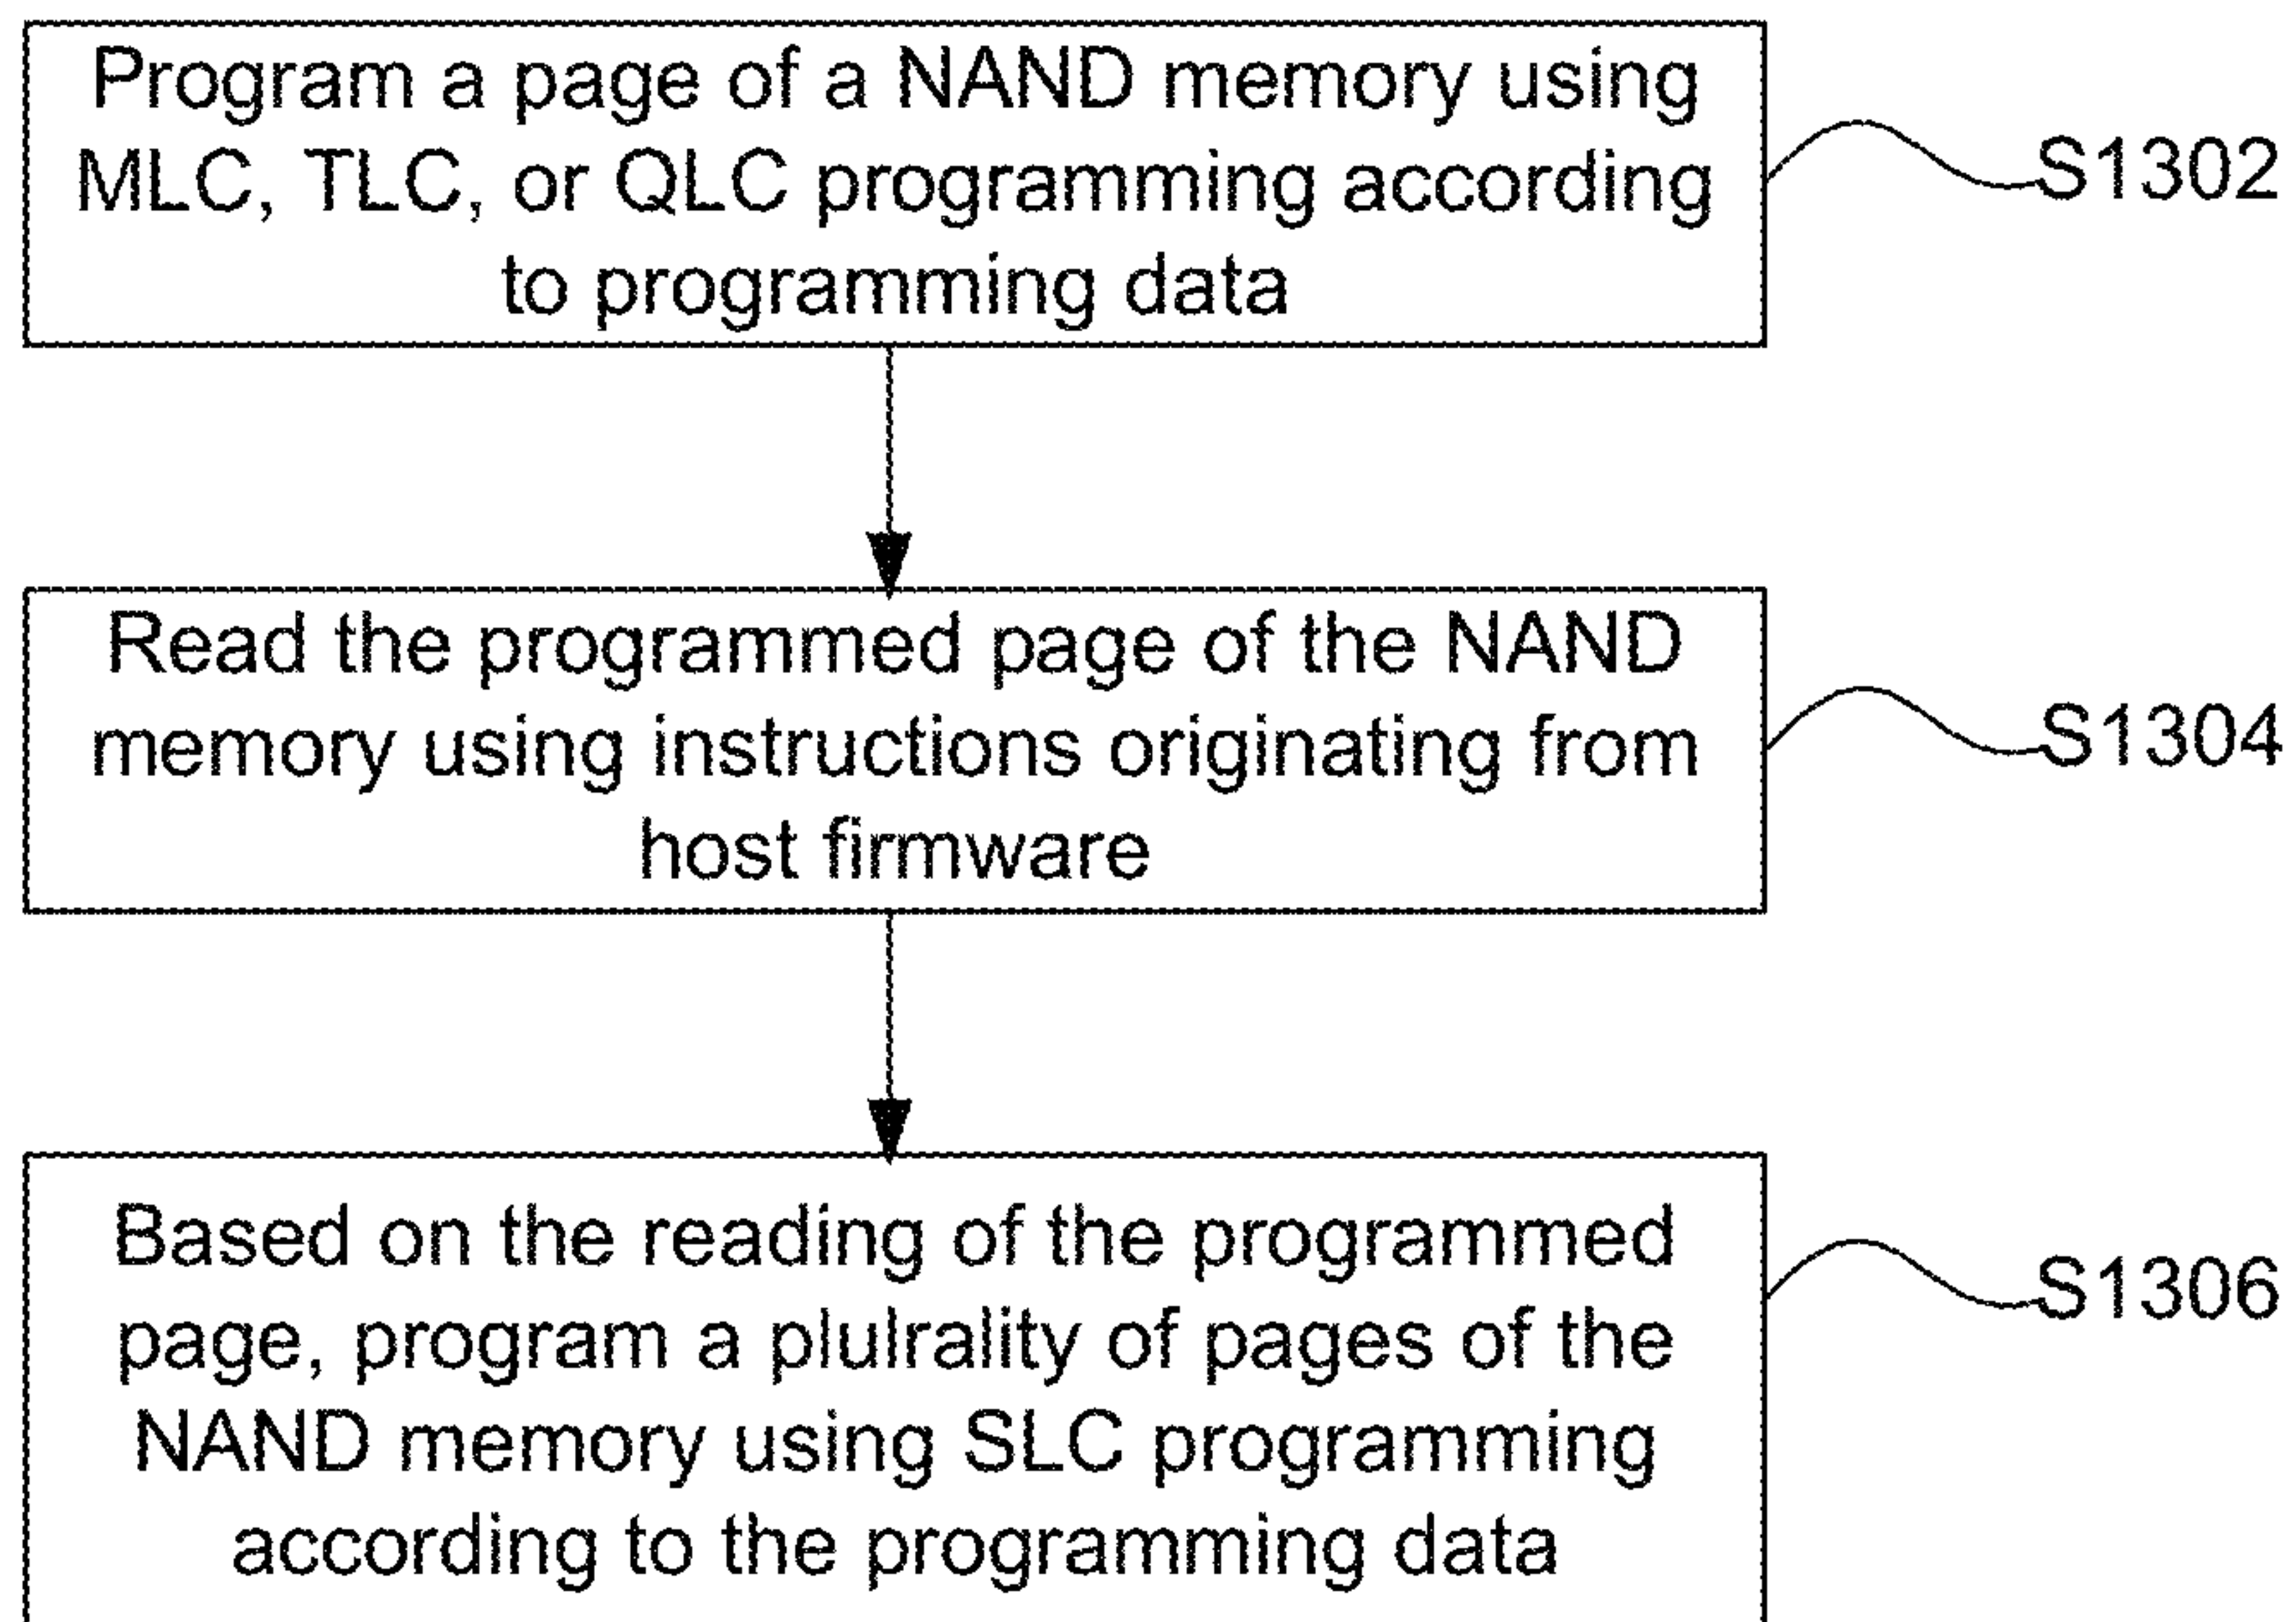 Program a page of a NAND memory using
MLC, TLC, or QLC programming according
to programming data
S1302
Read the programmed page of the NAND
memory using instructions originating from
host firmware
S1304
Based on the reading of the programmed
page, program a plulrality of pages of the
NAND memory using SLC programming
according to the programming data
S1306